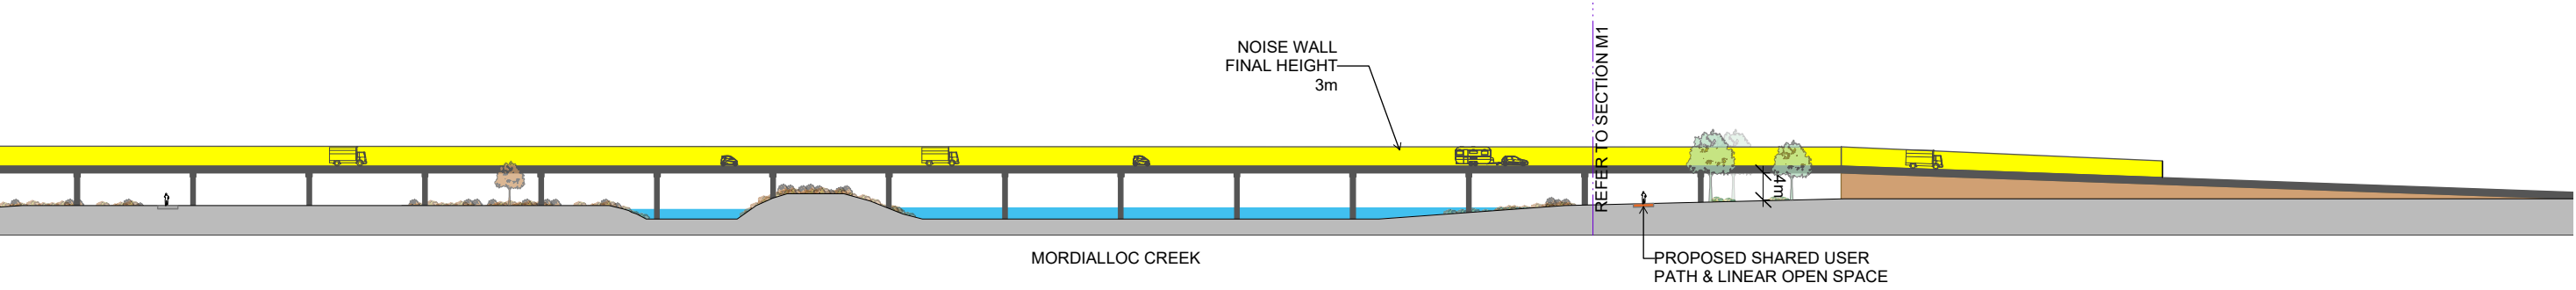 NOISE WALL
FINAL HEIGHT
3m
REFER TO SECTION M1
4m
MORDIALLOC CREEK
PROPOSED SHARED USER
PATH & LINEAR OPEN SPACE